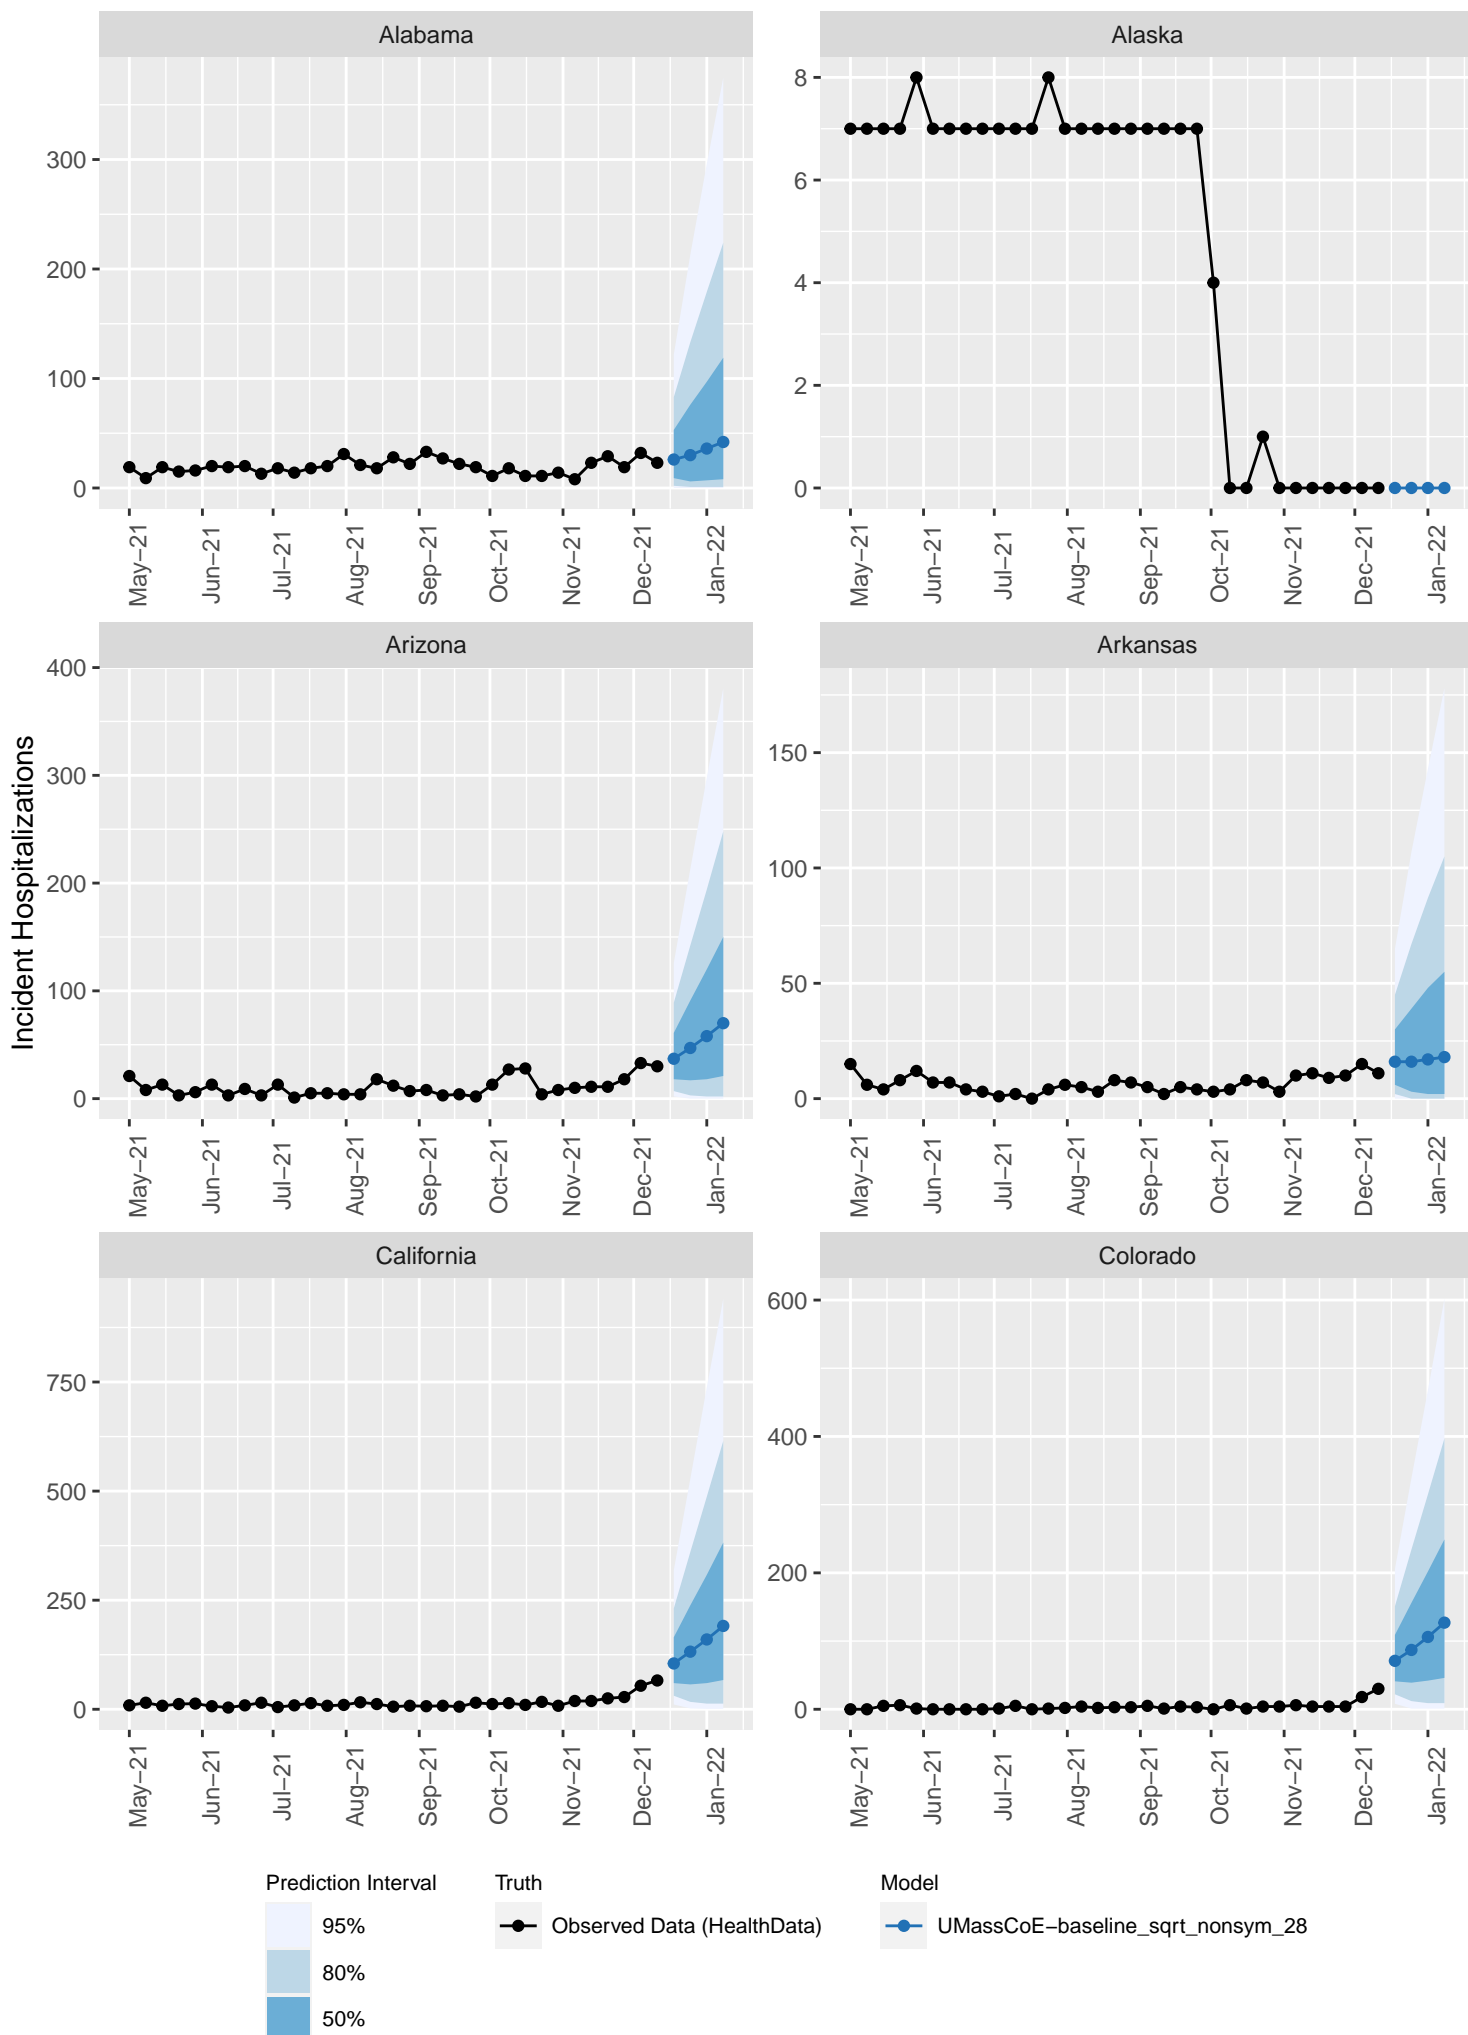 Alabama
Alaska
300
200
100
0
8
6
4
2
0
May−21
Jun−21
Jul−21
Aug−21
Sep−21
Oct−21
Nov−21
Dec−21
Jan−22
May−21
Jun−21
Jul−21
Aug−21
Sep−21
Oct−21
Nov−21
Dec−21
Jan−22
Incident Hospitalizations
Arizona
Arkansas
400
300
200
100
0
150
100
50
0
May−21
Jun−21
Jul−21
Aug−21
Sep−21
Oct−21
Nov−21
Dec−21
Jan−22
May−21
Jun−21
Jul−21
Aug−21
Sep−21
Oct−21
Nov−21
Dec−21
Jan−22
California
Colorado
750
500
250
0
600
400
200
0
May−21
Jun−21
Jul−21
Aug−21
Sep−21
Oct−21
Nov−21
Dec−21
Jan−22
May−21
Jun−21
Jul−21
Aug−21
Sep−21
Oct−21
Nov−21
Dec−21
Jan−22
Prediction Interval
95%
80%
50%
Truth
Observed Data (HealthData)
Model
UMassCoE−baseline_sqrt_nonsym_28